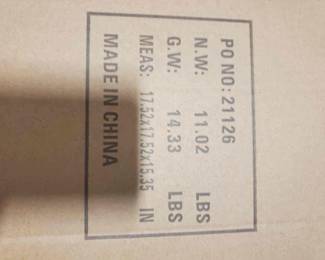 PO NO: 21126
N.W: 11.02 LBS
G.W: 14.33 LBS
MEAS: 17.52x17.52x15.35 IN
MADE IN CHINA